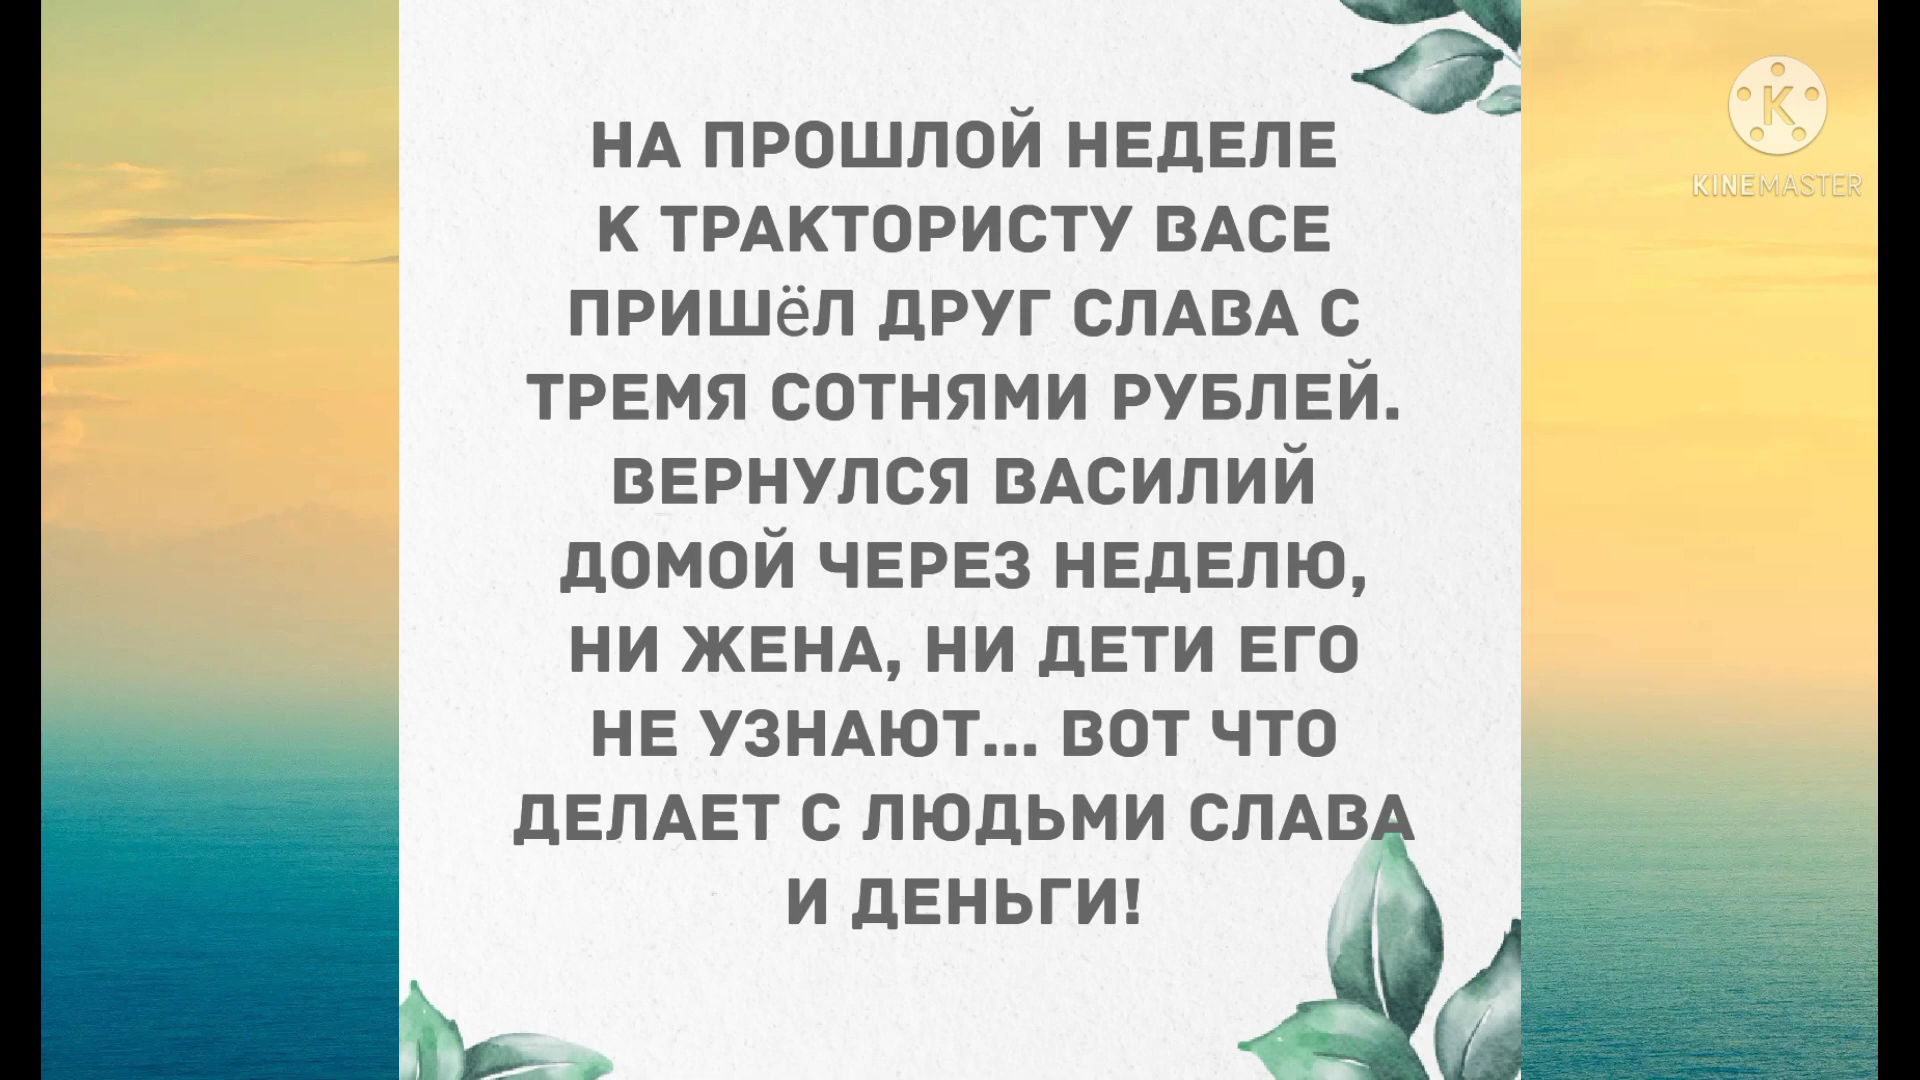 НА ПРОШЛОЙ НЕДЕЛЕ
К ТРАКТОРИСТУ ВАСЕ
ПРИШёЛ ДРУГ СЛАВА С
ТРЕМЯ СОТНЯМИ РУБЛЕЙ.
ВЕРНУЛСЯ ВАСИЛИЙ
ДОМОЙ ЧЕРЕЗ НЕДЕЛЮ,
НИ ЖЕНА, НИ ДЕТИ ЕГО
НЕ УЗНАЮТ... ВОТ ЧТО
ДЕЛАЕТ С ЛЮДЬМИ СЛАВА
И ДЕНЬГИ!
K
KINEMASTER